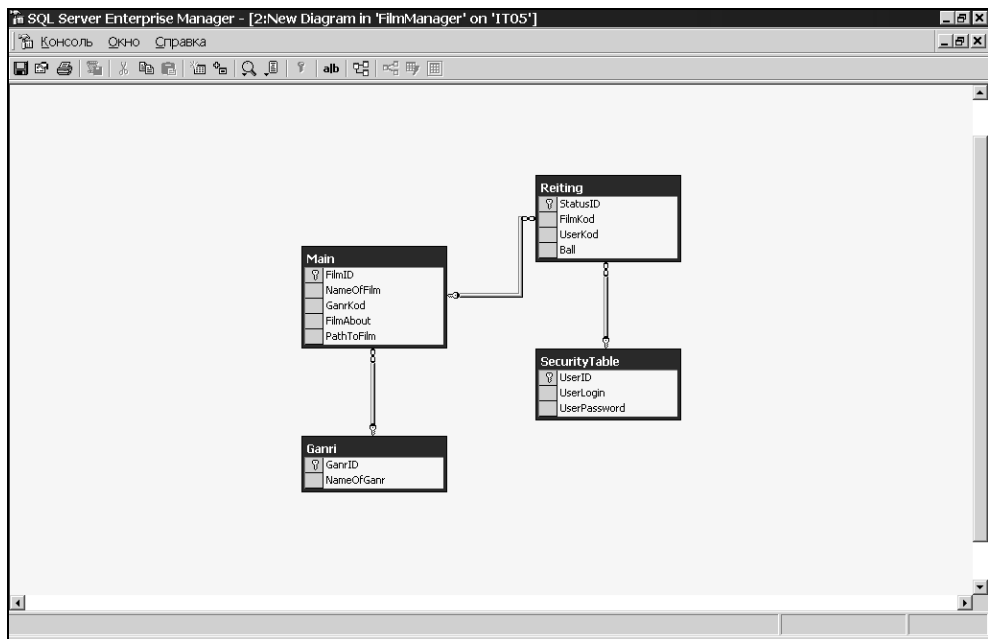 SQL Server Enterprise Manager - [2:New Diagram in 'FilmManager' on 'IT05']
Консоль Окно Справка
alb
Reiting
StatusID
FilmKod
UserKod
Ball
Main
FilmID
NameOfFilm
GanrKod
FilmAbout
PathToFilm
SecurityTable
UserID
UserLogin
UserPassword
Ganri
GanrID
NameOfGanr